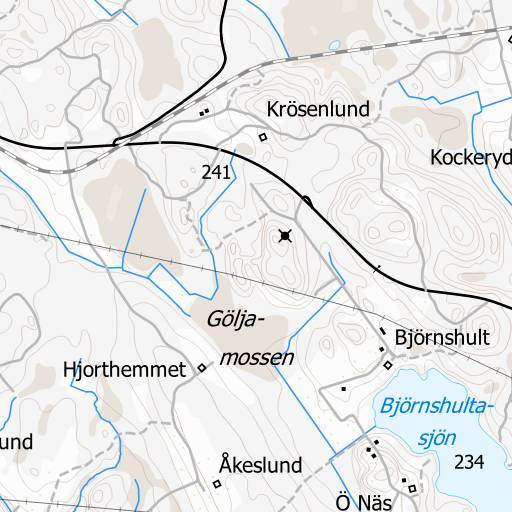 Krösenlund
Kockeryd
241
Gölja-
mossen
Björnshult
Hjorthemmet
Björnshulta-
sjön
und
Åkeslund
234
Ö Näs